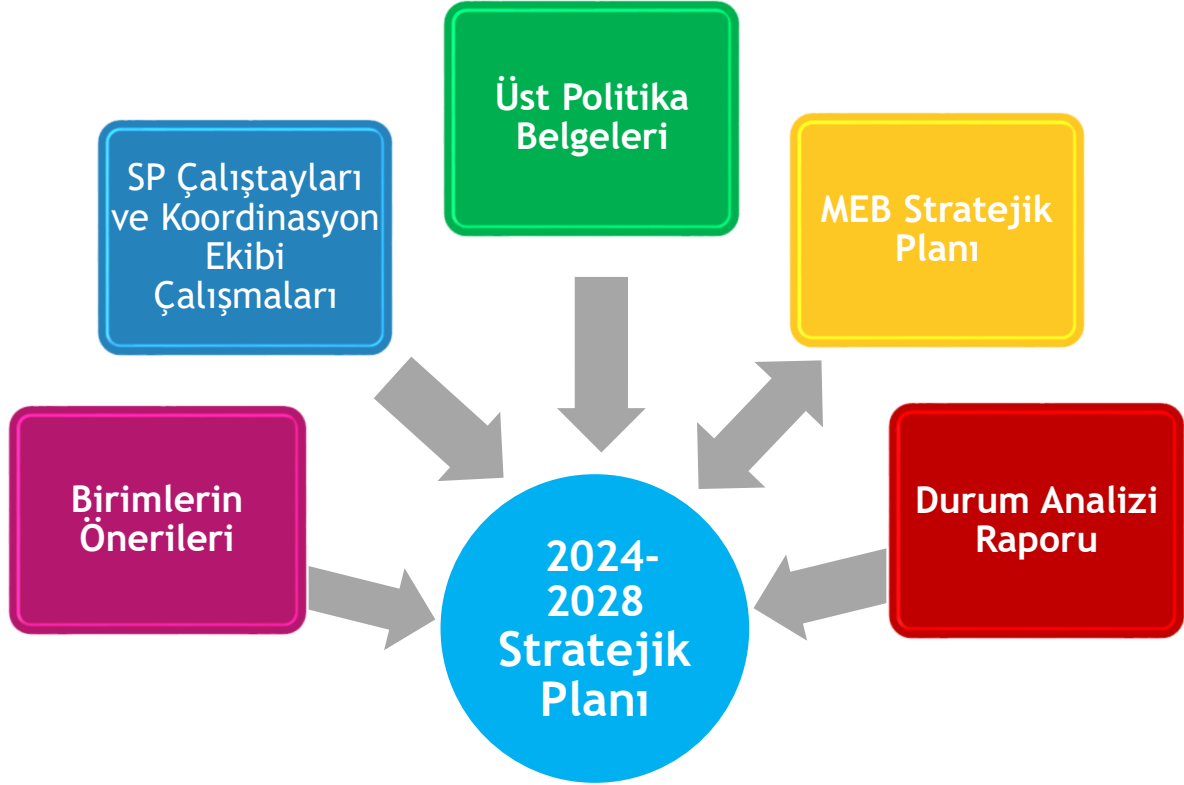 Üst Politika
Belgeleri
SP Çalıştayları
ve Koordinasyon
Ekibi
Çalışmaları
MEB Stratejik
Planı
Birimlerin
Önerileri
Durum Analizi
Raporu
2024-
2028
Stratejik
Planı